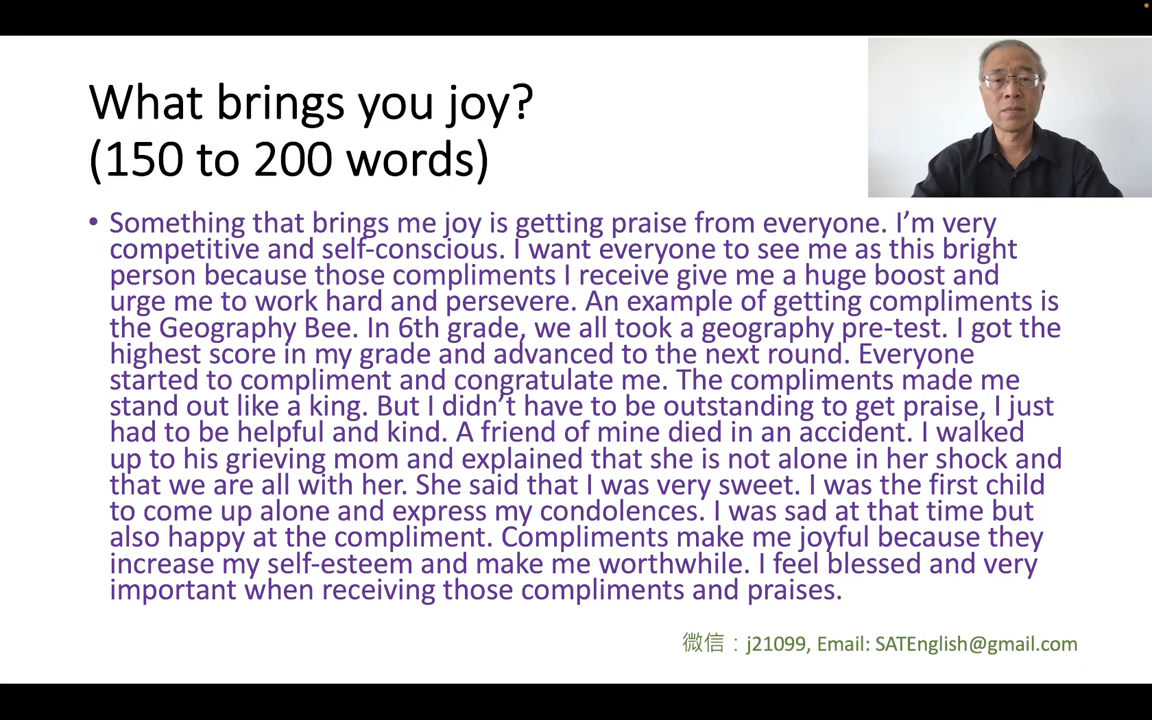 What brings you joy?
(150 to 200 words)
• Something that brings me joy is getting praise from everyone. I’m very
competitive and self-conscious. I want everyone to see me as this bright
person because those compliments I receive give me a huge boost and
urge me to work hard and persevere. An example of getting compliments is
the Geography Bee. In 6th grade, we all took a geography pre-test. I got the
highest score in my grade and advanced to the next round. Everyone
started to compliment and congratulate me. The compliments made me
stand out like a king. But I didn’t have to be outstanding to get praise, I just
had to be helpful and kind. A friend of mine died in an accident. I walked
up to his grieving mom and explained that she is not alone in her shock and
that we are all with her. She said that I was very sweet. I was the first child
to come up alone and express my condolences. I was sad at that time but
also happy at the compliment. Compliments make me joyful because they
increase my self-esteem and make me worthwhile. I feel blessed and very
important when receiving those compliments and praises.
微信：j21099, Email: SATEnglish@gmail.com